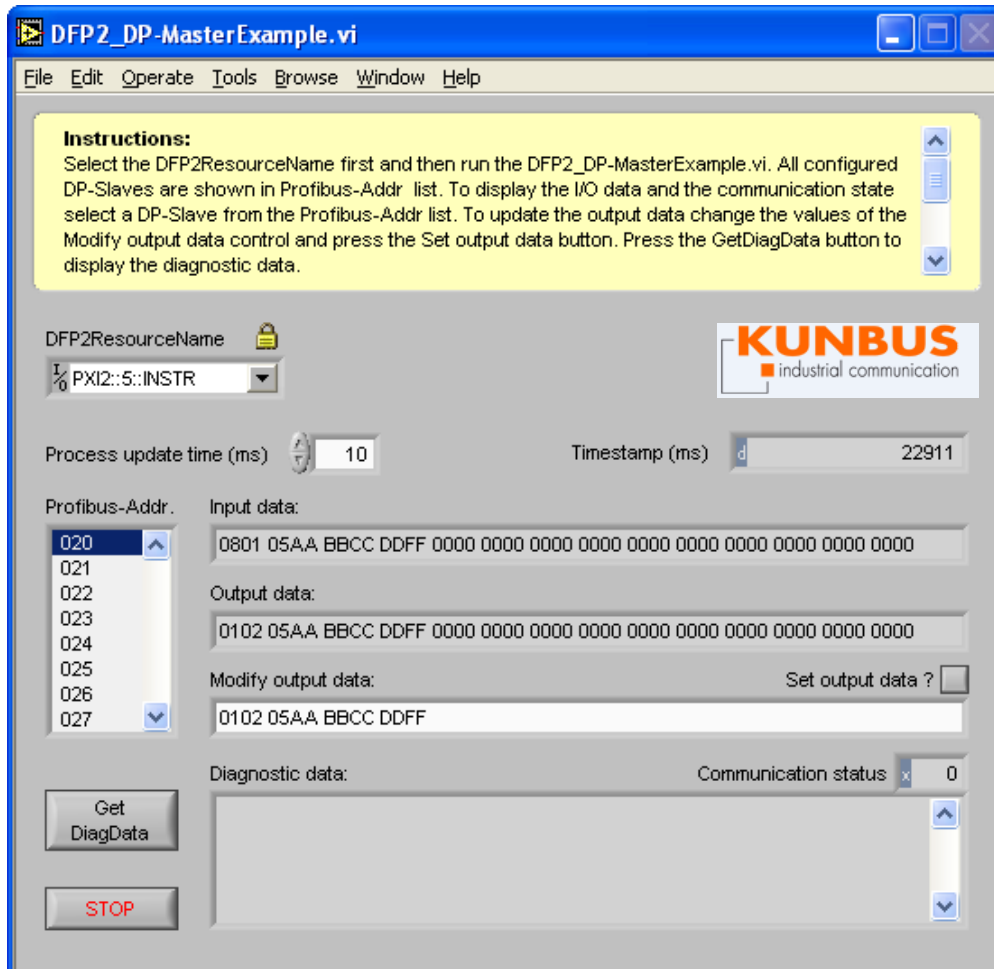 DFP2_DP-MasterExample.vi
File Edit Operate Tools Browse Window Help
Instructions:
Select the DFP2ResourceName first and then run the DFP2_DP-MasterExample.vi. All configured
DP-Slaves are shown in Profibus-Addr list. To display the I/O data and the communication state
select a DP-Slave from the Profibus-Addr list. To update the output data change the values of the
Modify output data control and press the Set output data button. Press the GetDiagData button to
display the diagnostic data.
DFP2ResourceName
I/O PXI2::5::INSTR
KUNBUS
industrial communication
Process update time (ms) 10 Timestamp (ms) d 22911
Profibus-Addr.
020
021
022
023
024
025
026
027
Input data:
0801 05AA BBCC DDFF 0000 0000 0000 0000 0000 0000 0000 0000 0000 0000
Output data:
0102 05AA BBCC DDFF 0000 0000 0000 0000 0000 0000 0000 0000 0000 0000
Modify output data: Set output data ?
0102 05AA BBCC DDFF
Diagnostic data: Communication status x 0
Get
DiagData
STOP